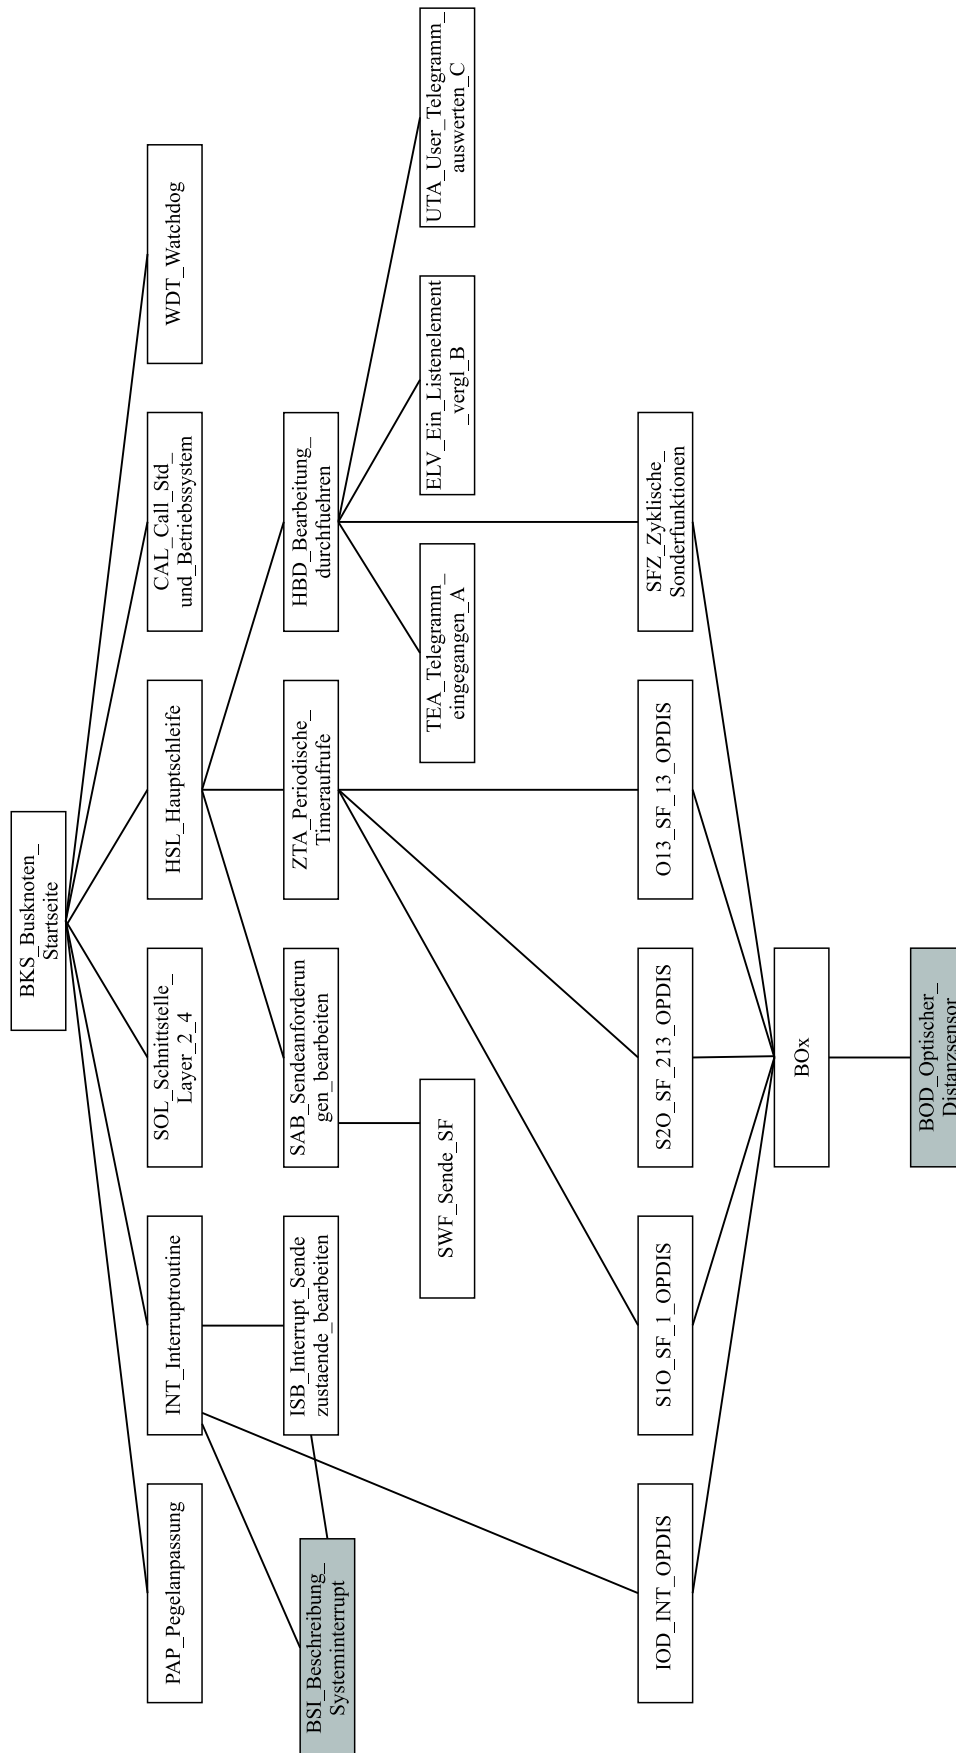 BKS_Busknoten_
Startseite
PAP_Pegelanpassung
INT_Interruptroutine
SOL_Schnittstelle_
Layer_2_4
HSL_Hauptschleife
CAL_Call_Std_
und_Betriebssystem
WDT_Watchdog
BSI_Beschreibung_
Systeminterrupt
ISB_Interrupt_Sende
zustaende_bearbeiten
SAB_Sendeanforderun
gen_bearbeiten
ZTA_Periodische_
Timeraufrufe
HBD_Bearbeitung_
durchfuehren
SWF_Sende_SF
TEA_Telegramm_
eingegangen_A
ELV_Ein_Listenelement
_vergl_B
UTA_User_Telegramm_
auswerten_C
IOD_INT_OPDIS
S1O_SF_1_OPDIS
S2O_SF_213_OPDIS
O13_SF_13_OPDIS
SFZ_Zyklische_
Sonderfunktionen
BOx
BOD_Optischer_
Distanzsensor